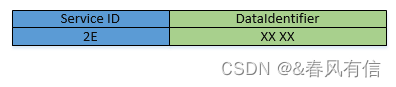 Service ID DataIdentifier
2E XX XX
CSDN @&春风有信